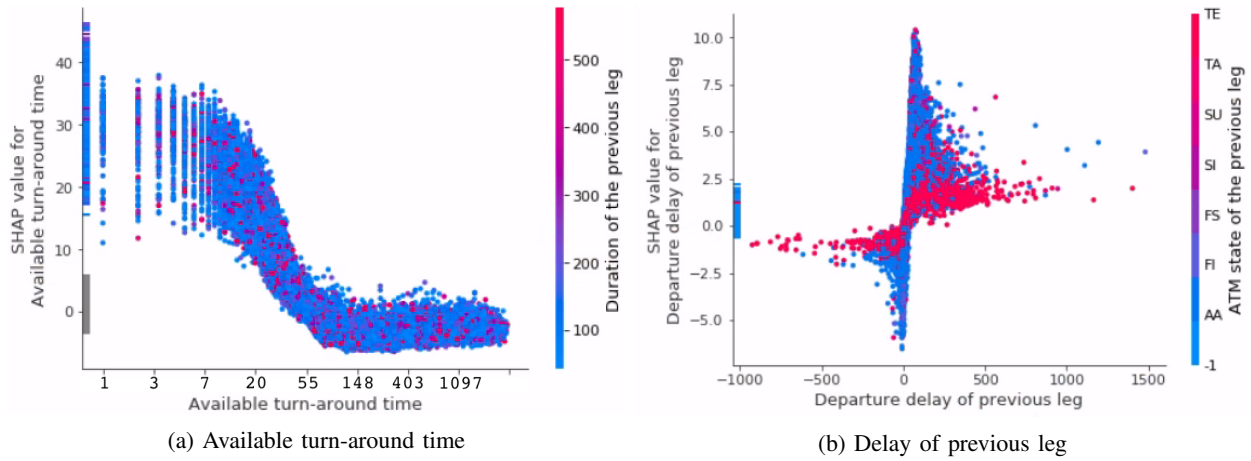 40
30
20
10
0
SHAP value for
Available turn-around time
1 3 7 20 55 148 403 1097
Available turn-around time
500
400
300
200
100
Duration of the previous leg
(a) Available turn-around time
10.0
7.5
5.0
2.5
0.0
−2.5
−5.0
SHAP value for
Departure delay of previous leg
−1000 −500 0 500 1000 1500
Departure delay of previous leg
TE
TA
SU
SI
FS
FI
AA
-1
ATM state of the previous leg
(b) Delay of previous leg